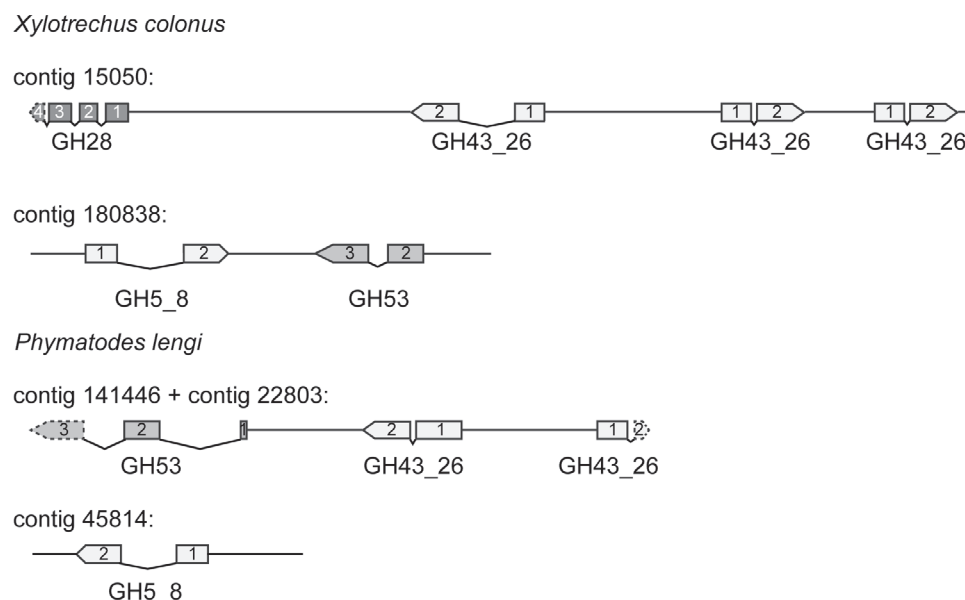 Xylotrechus colonus
contig 15050:
4 3 2 1 2 1 1 2 1 2
GH28 GH43_26 GH43_26 GH43_26
contig 180838:
1 2 3 2
GH5_8 GH53
Phymatodes lengi
contig 141446 + contig 22803:
3 2 1 2 1 1 2
GH53 GH43_26 GH43_26
contig 45814:
2 1
GH5_8